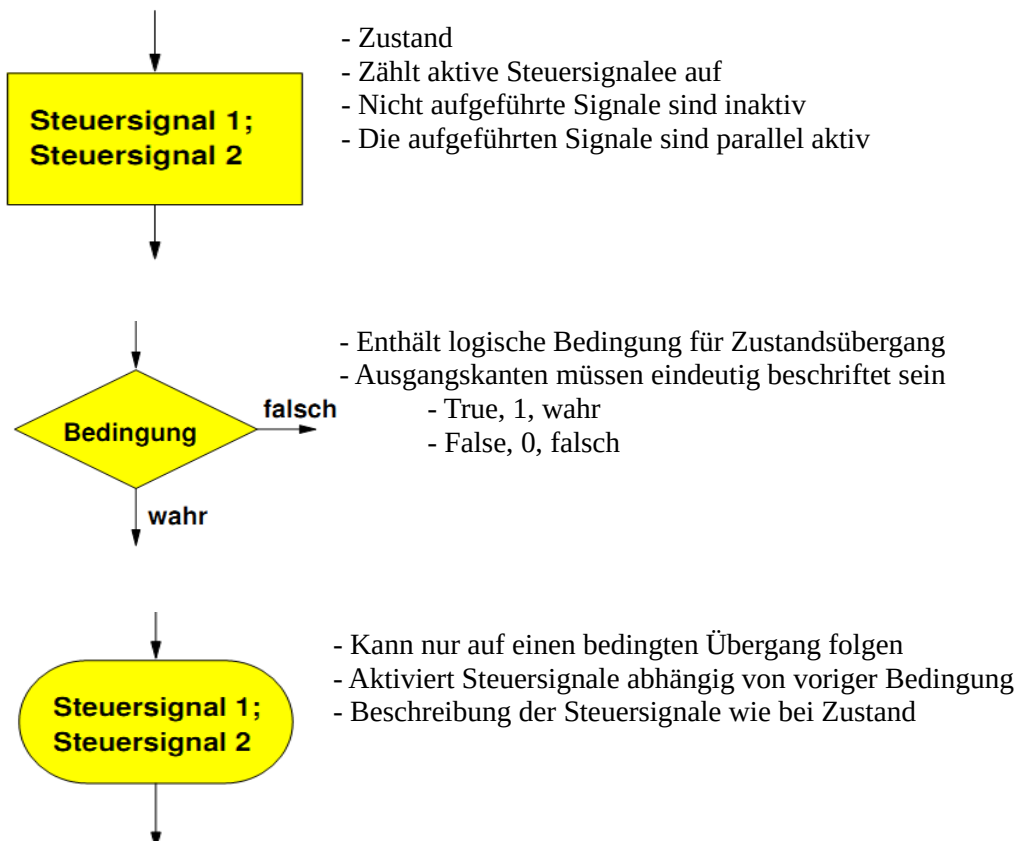 - Zustand
- Zählt aktive Steuersignalee auf
- Nicht aufgeführte Signale sind inaktiv
- Die aufgeführten Signale sind parallel aktiv
Steuersignal 1;
Steuersignal 2
- Enthält logische Bedingung für Zustandsübergang
- Ausgangskanten müssen eindeutig beschriftet sein
- True, 1, wahr
- False, 0, falsch
Bedingung
falsch
wahr
- Kann nur auf einen bedingten Übergang folgen
- Aktiviert Steuersignale abhängig von voriger Bedingung
- Beschreibung der Steuersignale wie bei Zustand
Steuersignal 1;
Steuersignal 2